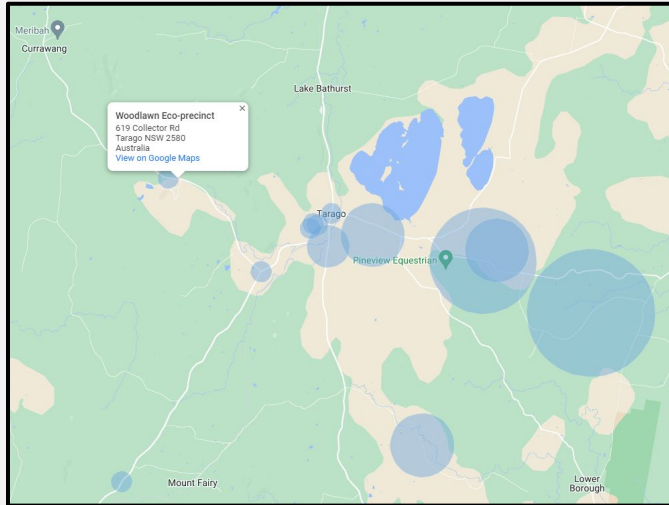 Meribah
Currawang
Lake Bathurst
Woodlawn Eco-precinct
619 Collector Rd
Tarago NSW 2580
Australia
View on Google Maps
Tarago
Pineview Equestrian
Mount Fairy
Lower
Borough